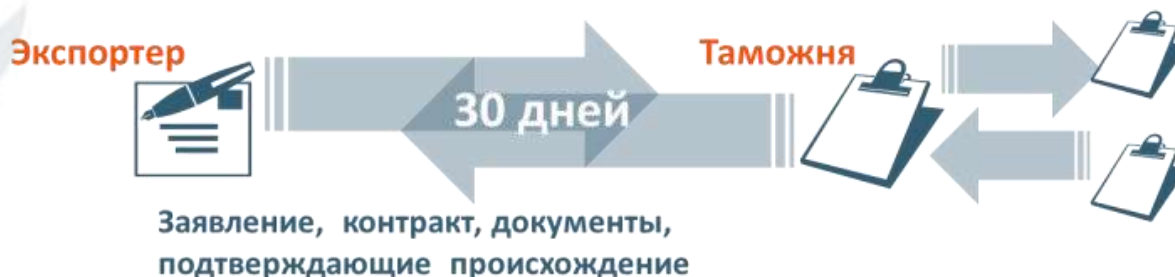 Экспортер
Таможня
30 дней
Заявление, контракт, документы,
подтверждающие происхождение